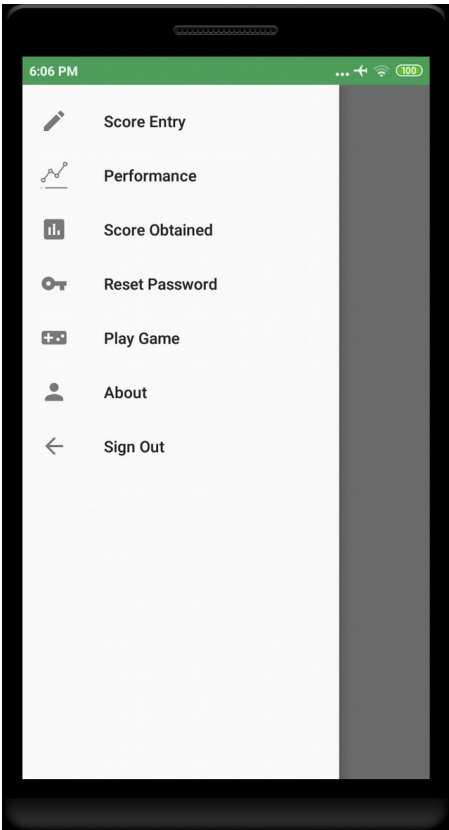 6:06 PM
100
Score Entry
Performance
Score Obtained
Reset Password
Play Game
About
Sign Out